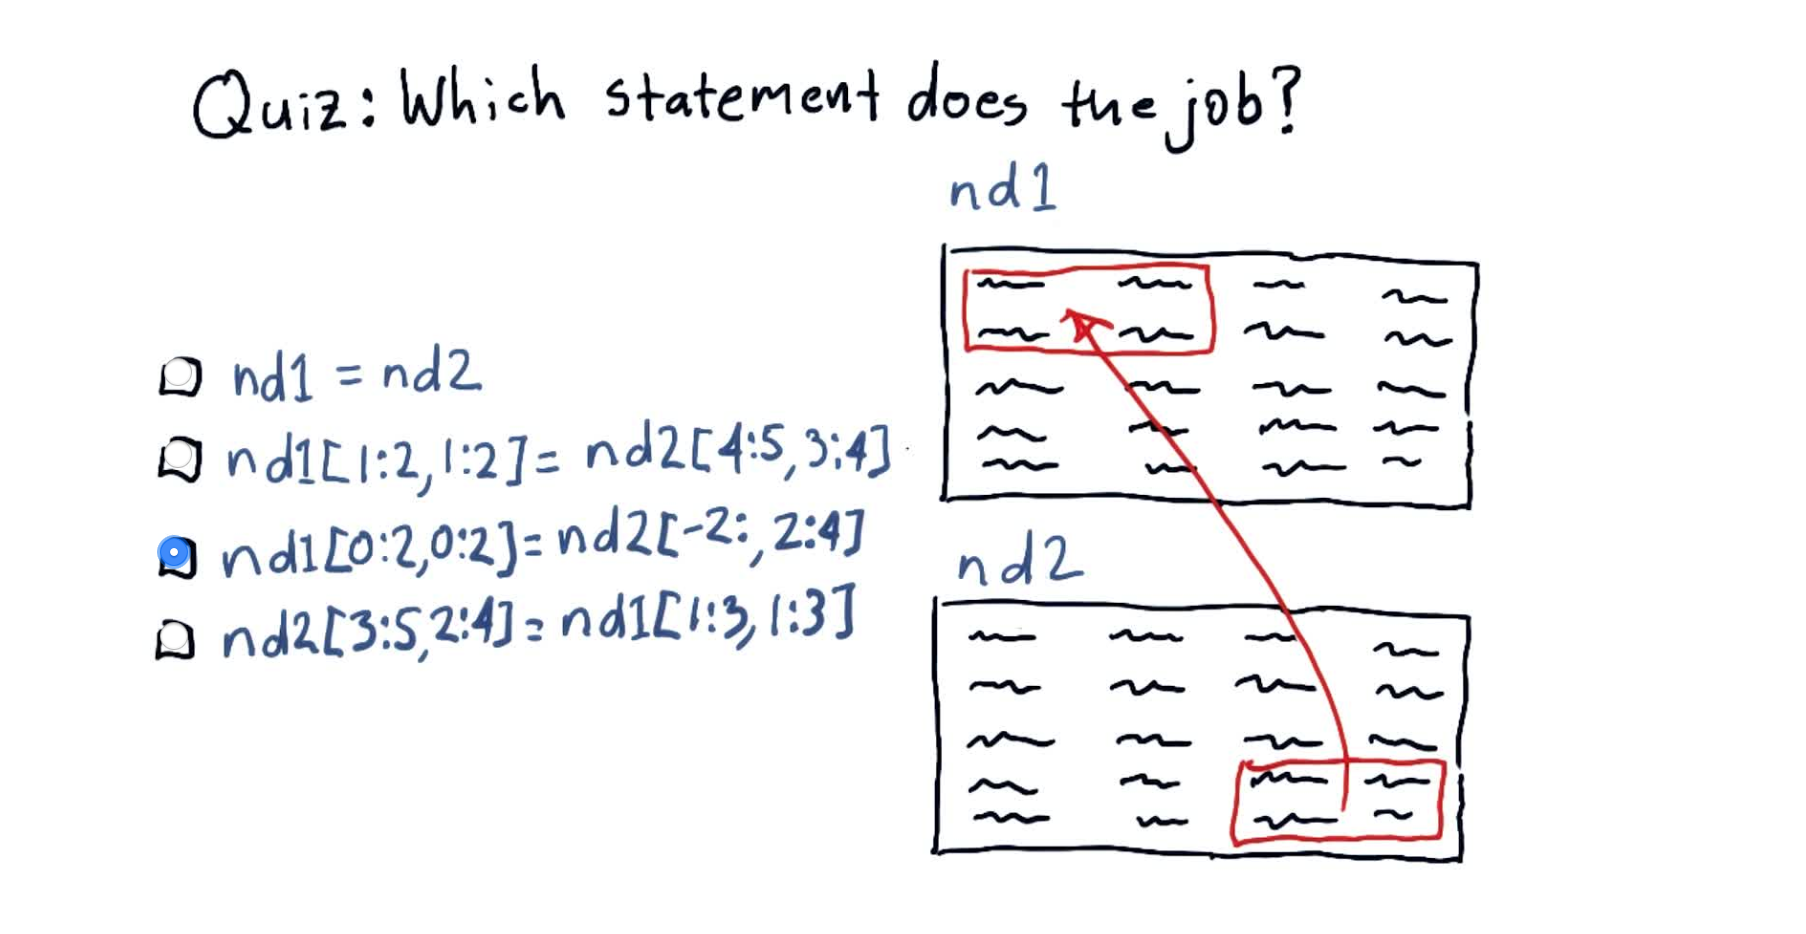 Quiz: Which statement does the job?
nd1
nd1 = nd2
nd1[1:2,1:2]= nd2[4:5,3:4]
nd1[0:2,0:2]= nd2[-2:,2:4]
nd2[3:5,2:4]= nd1[1:3,1:3]
nd2